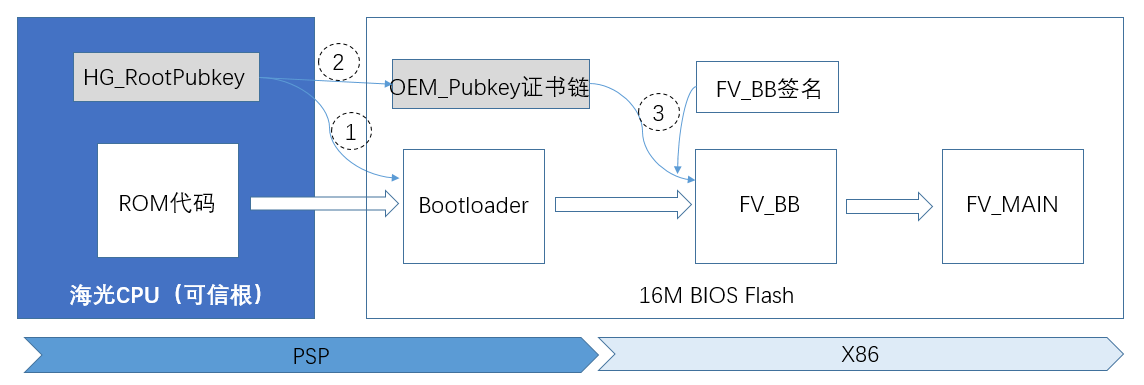 HG_RootPubkey
②
OEM_Pubkey证书链
FV_BB签名
①
③
ROM代码
Bootloader
FV_BB
FV_MAIN
海光CPU（可信根）
16M BIOS Flash
PSP
X86